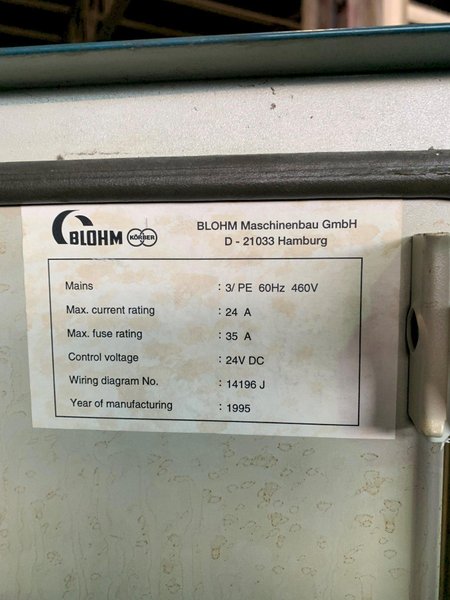 BLOHM KÖRBER
BLOHM Maschinenbau GmbH
D - 21033 Hamburg
Mains : 3/ PE 60Hz 460V
Max. current rating : 24 A
Max. fuse rating : 35 A
Control voltage : 24V DC
Wiring diagram No. : 14196 J
Year of manufacturing : 1995